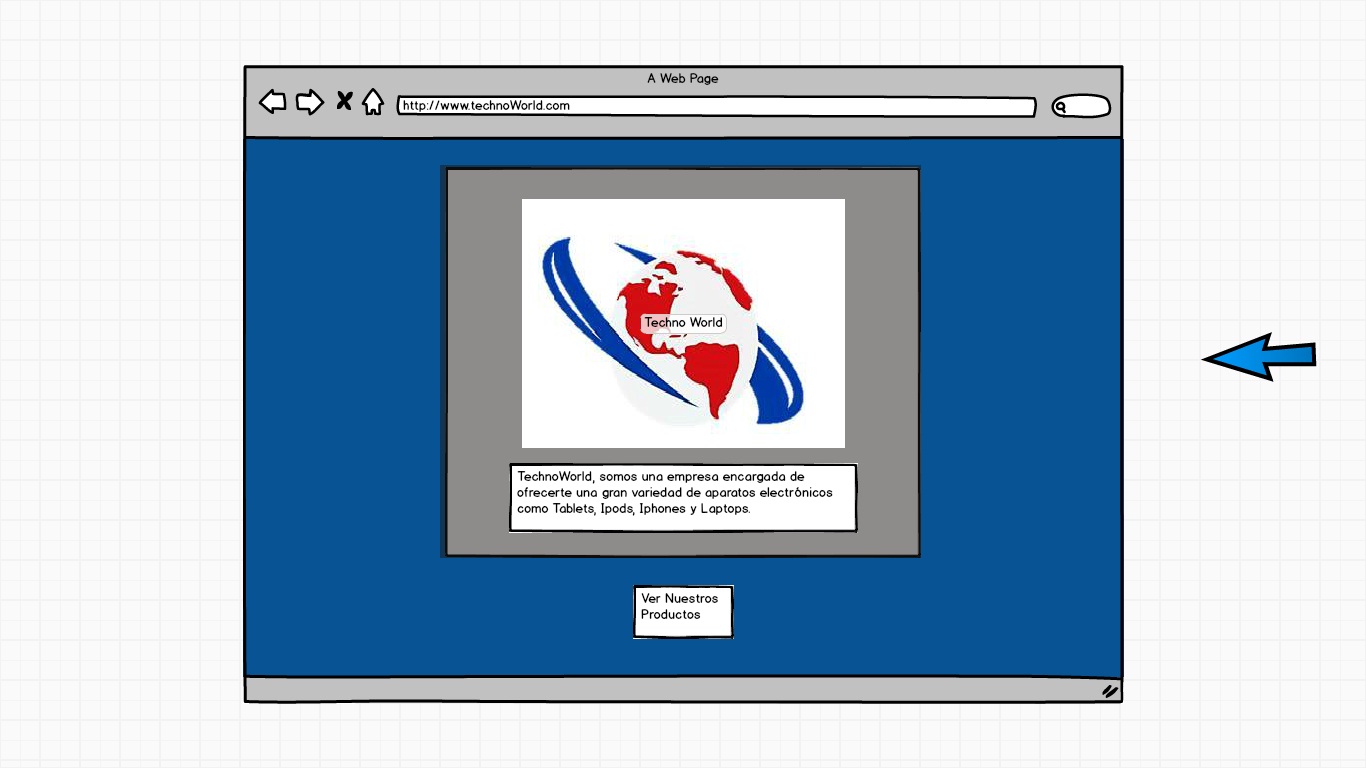 A Web Page
http://www.technoWorld.com
Techno World
TechnoWorld, somos una empresa encargada de
ofrecerte una gran variedad de aparatos electrónicos
como Tablets, Ipods, Iphones y Laptops.
Ver Nuestros
Productos